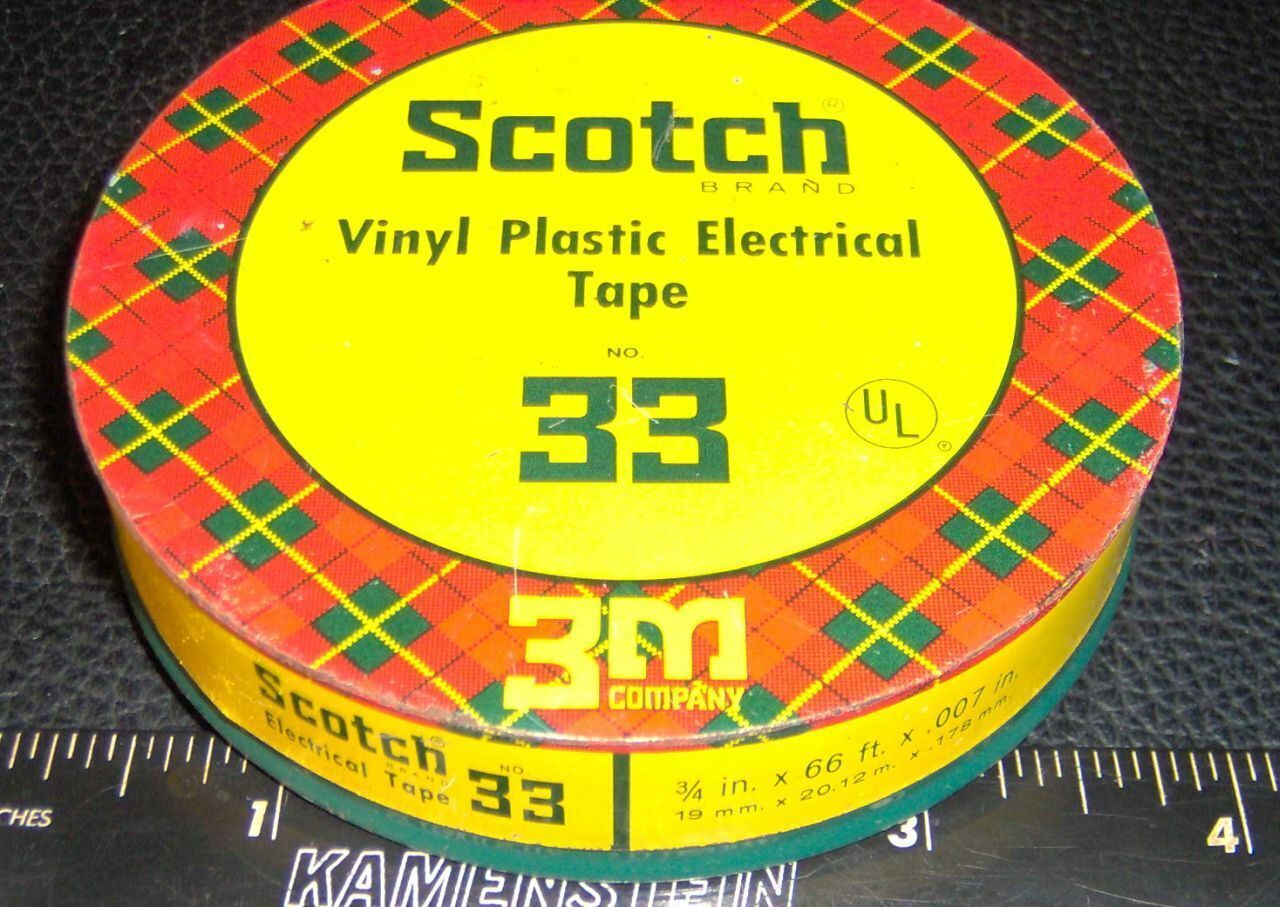 Scotch®
BRAND
Vinyl Plastic Electrical
Tape
NO.
33
UL®
3M
COMPANY
Scotch®
BRAND
Electrical Tape NO. 33
3/4 in. x 66 ft. x .007 in.
19 mm. x 20.12 m. x .178 mm.
CHES
1
3
4
KAMENSTEIN